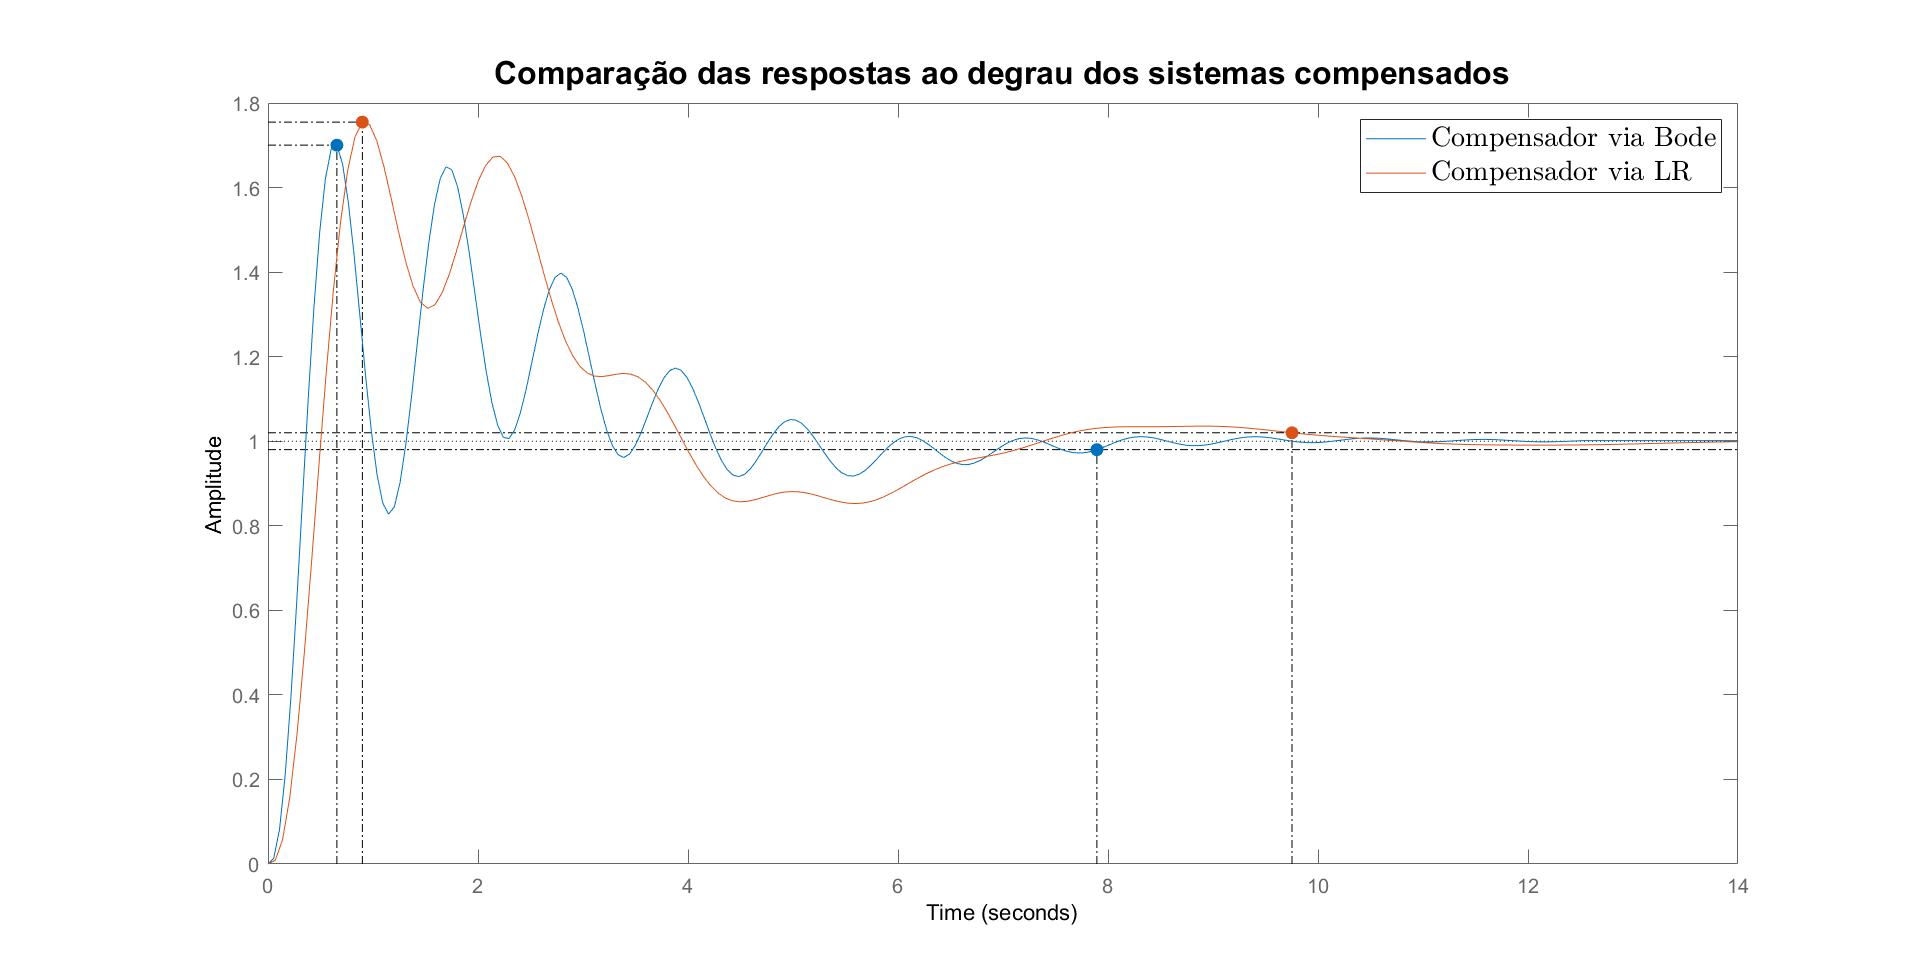 Comparação das respostas ao degrau dos sistemas compensados
Compensador via Bode
Compensador via LR
Amplitude
1.8
1.6
1.4
1.2
1
0.8
0.6
0.4
0.2
0
0 2 4 6 8 10 12 14
Time (seconds)